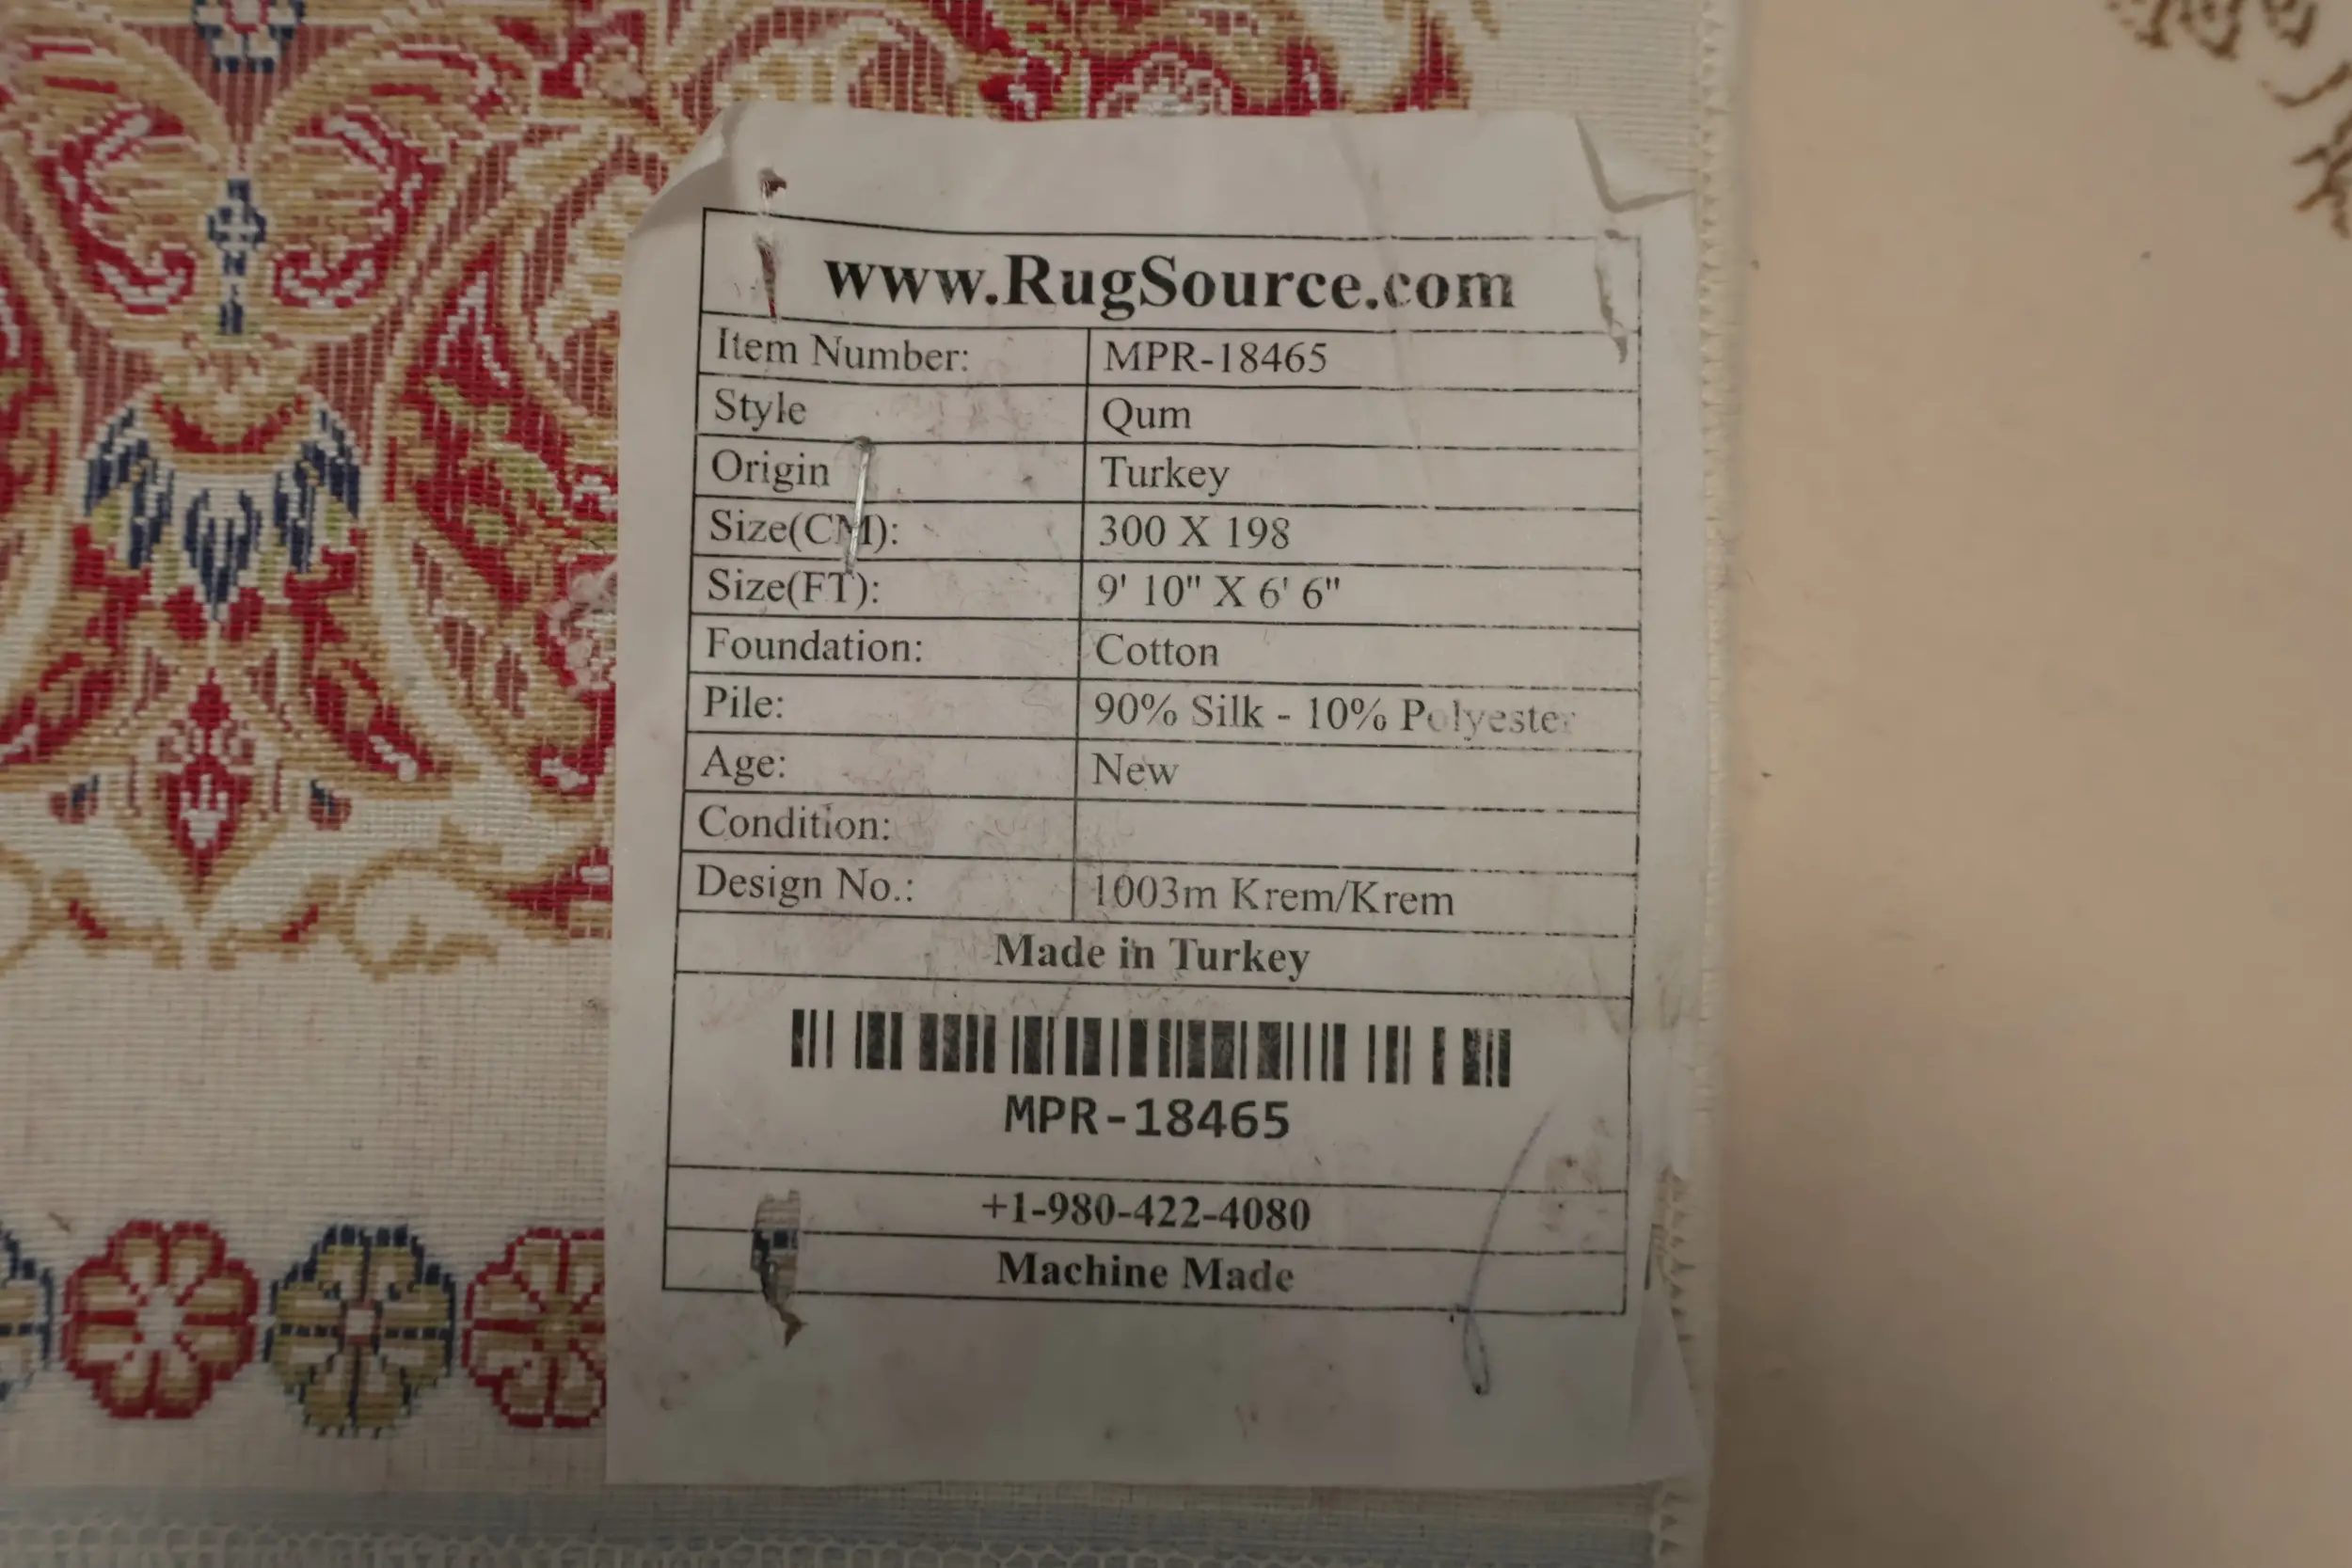 www.RugSource.com
Item Number: MPR-18465
Style Qum
Origin Turkey
Size(CM): 300 X 198
Size(FT): 9' 10" X 6' 6"
Foundation: Cotton
Pile: 90% Silk - 10% Polyester
Age: New
Condition:
Design No.: 1003m Krem/Krem
Made in Turkey
MPR-18465
+1-980-422-4080
Machine Made